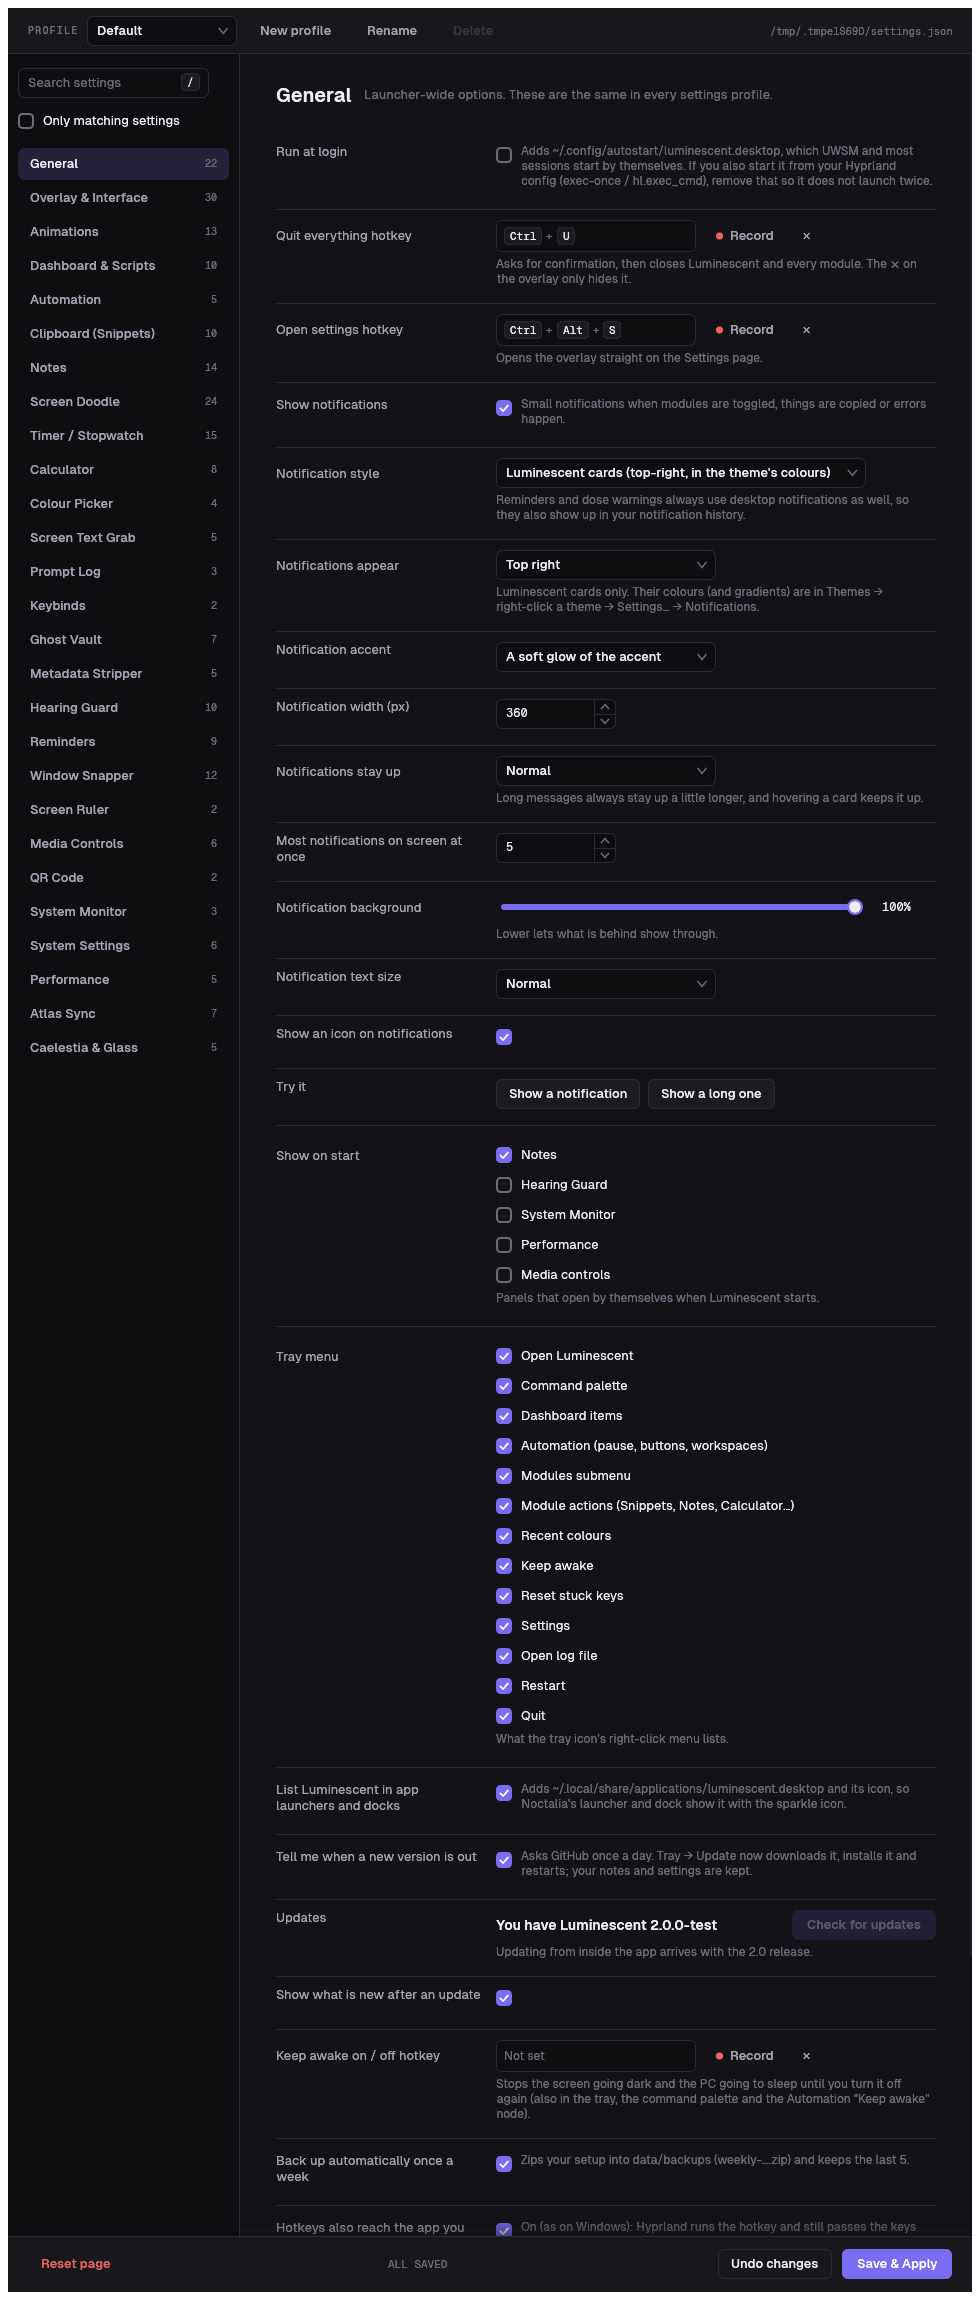 PROFILE Default New profile Rename Delete /tmp/.tmpelS69D/settings.json
Search settings /
Only matching settings
General 22
Overlay & Interface 30
Animations 13
Dashboard & Scripts 10
Automation 5
Clipboard (Snippets) 10
Notes 14
Screen Doodle 24
Timer / Stopwatch 15
Calculator 8
Colour Picker 4
Screen Text Grab 5
Prompt Log 3
Keybinds 2
Ghost Vault 7
Metadata Stripper 5
Hearing Guard 10
Reminders 9
Window Snapper 12
Screen Ruler 2
Media Controls 6
QR Code 2
System Monitor 3
System Settings 6
Performance 5
Atlas Sync 7
Caelestia & Glass 5
General Launcher-wide options. These are the same in every settings profile.
Run at login
Adds ~/.config/autostart/luminescent.desktop, which UWSM and most
sessions start by themselves. If you also start it from your Hyprland
config (exec-once / hl.exec_cmd), remove that so it does not launch twice.
Quit everything hotkey Ctrl + U Record ×
Asks for confirmation, then closes Luminescent and every module. The × on
the overlay only hides it.
Open settings hotkey Ctrl + Alt + S Record ×
Opens the overlay straight on the Settings page.
Show notifications
Small notifications when modules are toggled, things are copied or errors
happen.
Notification style Luminescent cards (top-right, in the theme's colours)
Reminders and dose warnings always use desktop notifications as well, so
they also show up in your notification history.
Notifications appear Top right
Luminescent cards only. Their colours (and gradients) are in Themes →
right-click a theme → Settings… → Notifications.
Notification accent A soft glow of the accent
Notification width (px) 360
Notifications stay up Normal
Long messages always stay up a little longer, and hovering a card keeps it up.
Most notifications on screen at
once
5
Notification background 100%
Lower lets what is behind show through.
Notification text size Normal
Show an icon on notifications
Try it Show a notification Show a long one
Show on start Notes
Hearing Guard
System Monitor
Performance
Media controls
Panels that open by themselves when Luminescent starts.
Tray menu Open Luminescent
Command palette
Dashboard items
Automation (pause, buttons, workspaces)
Modules submenu
Module actions (Snippets, Notes, Calculator…)
Recent colours
Keep awake
Reset stuck keys
Settings
Open log file
Restart
Quit
What the tray icon's right-click menu lists.
List Luminescent in app
launchers and docks
Adds ~/.local/share/applications/luminescent.desktop and its icon, so
Noctalia's launcher and dock show it with the sparkle icon.
Tell me when a new version is out
Asks GitHub once a day. Tray → Update now downloads it, installs it and
restarts; your notes and settings are kept.
Updates You have Luminescent 2.0.0-test Check for updates
Updating from inside the app arrives with the 2.0 release.
Show what is new after an update
Keep awake on / off hotkey Not set Record ×
Stops the screen going dark and the PC going to sleep until you turn it off
again (also in the tray, the command palette and the Automation "Keep awake"
node).
Back up automatically once a
week
Zips your setup into data/backups (weekly-….zip) and keeps the last 5.
Hotkeys also reach the app you
On (as on Windows): Hyprland runs the hotkey and still passes the keys
Reset page ALL SAVED Undo changes Save & Apply